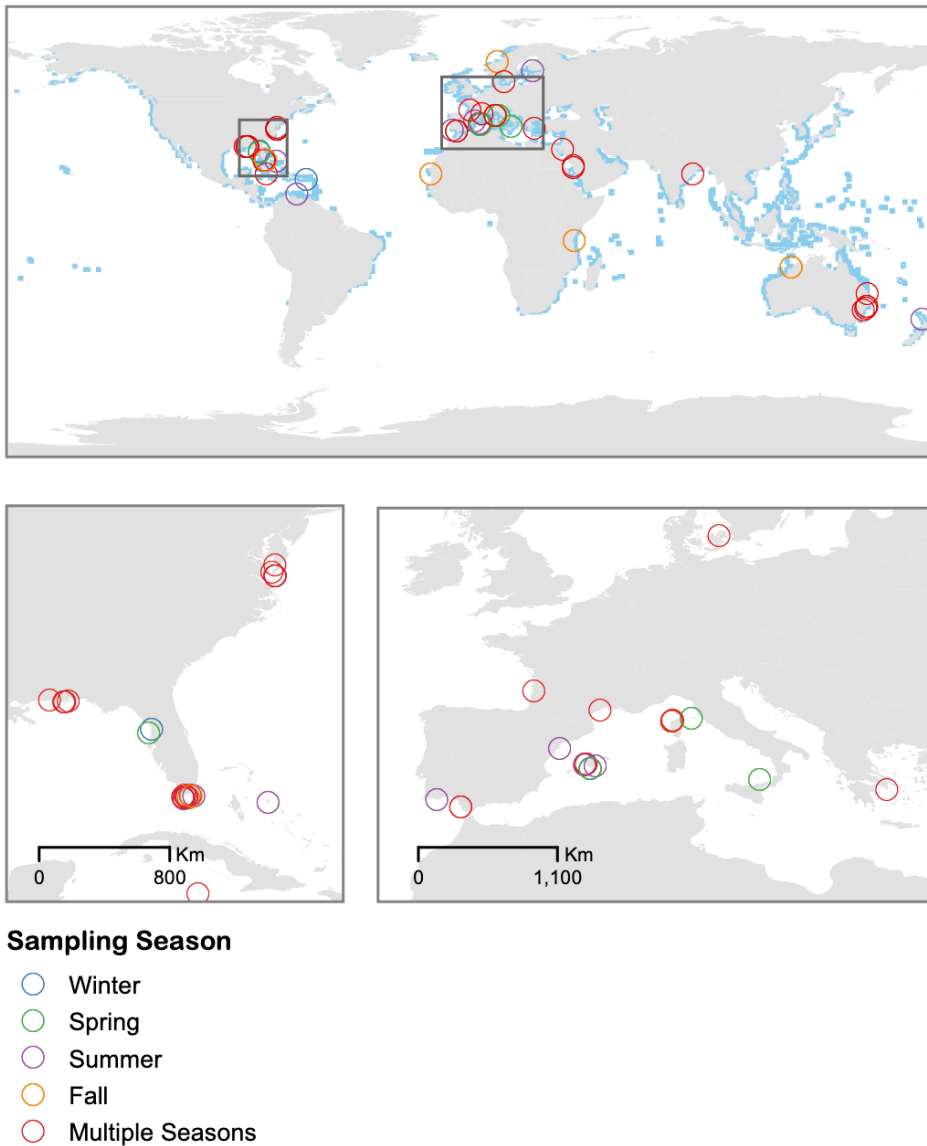 Km
0 800
Km
0 1,100
Sampling Season
Winter
Spring
Summer
Fall
Multiple Seasons